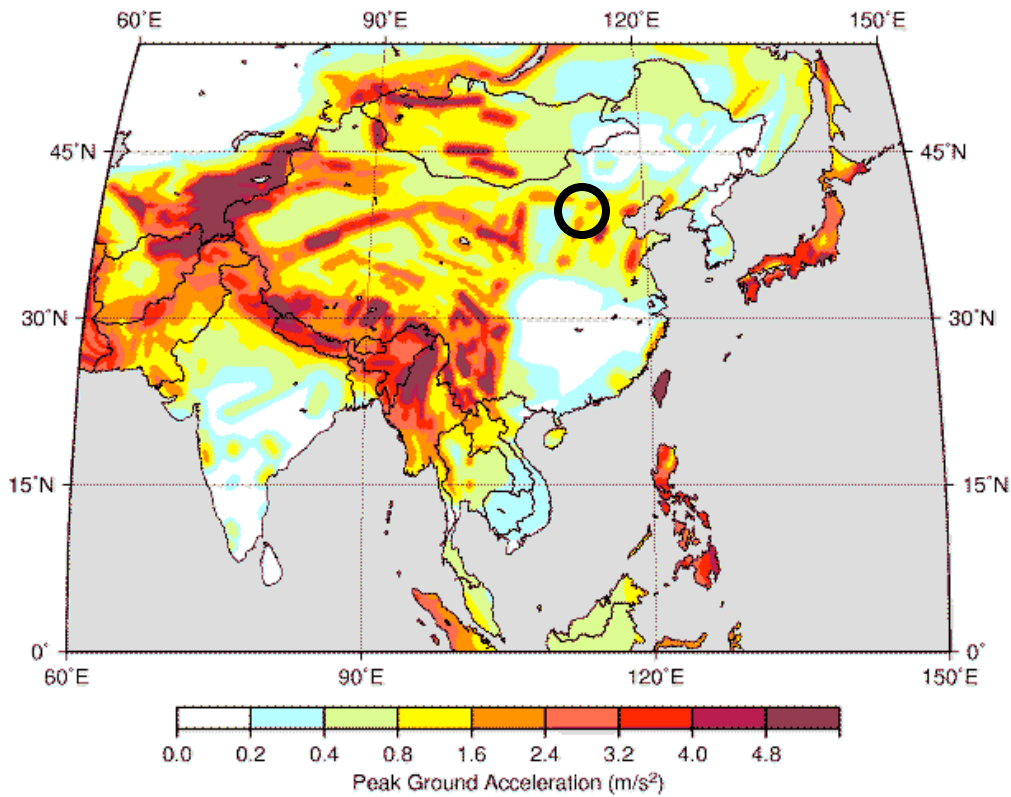 60˚E 90˚E 120˚E 150˚E
45˚N 45˚N
30˚N 30˚N
15˚N 15˚N
0˚ 0˚
60˚E 90˚E 120˚E 150˚E
0.0 0.2 0.4 0.8 1.6 2.4 3.2 4.0 4.8
Peak Ground Acceleration (m/s²)